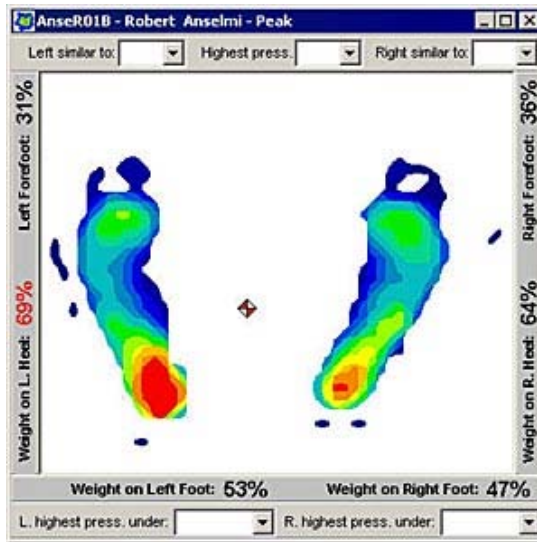 AnseR01B - Robert Anselmi - Peak
Left similar to: Highest press. Right similar to:
Left Forefoot: 31%
Weight on L. Heel: 69%
Right Forefoot: 36%
Weight on R. Heel: 64%
Weight on Left Foot: 53% Weight on Right Foot: 47%
L. highest press. under: R. highest press. under: